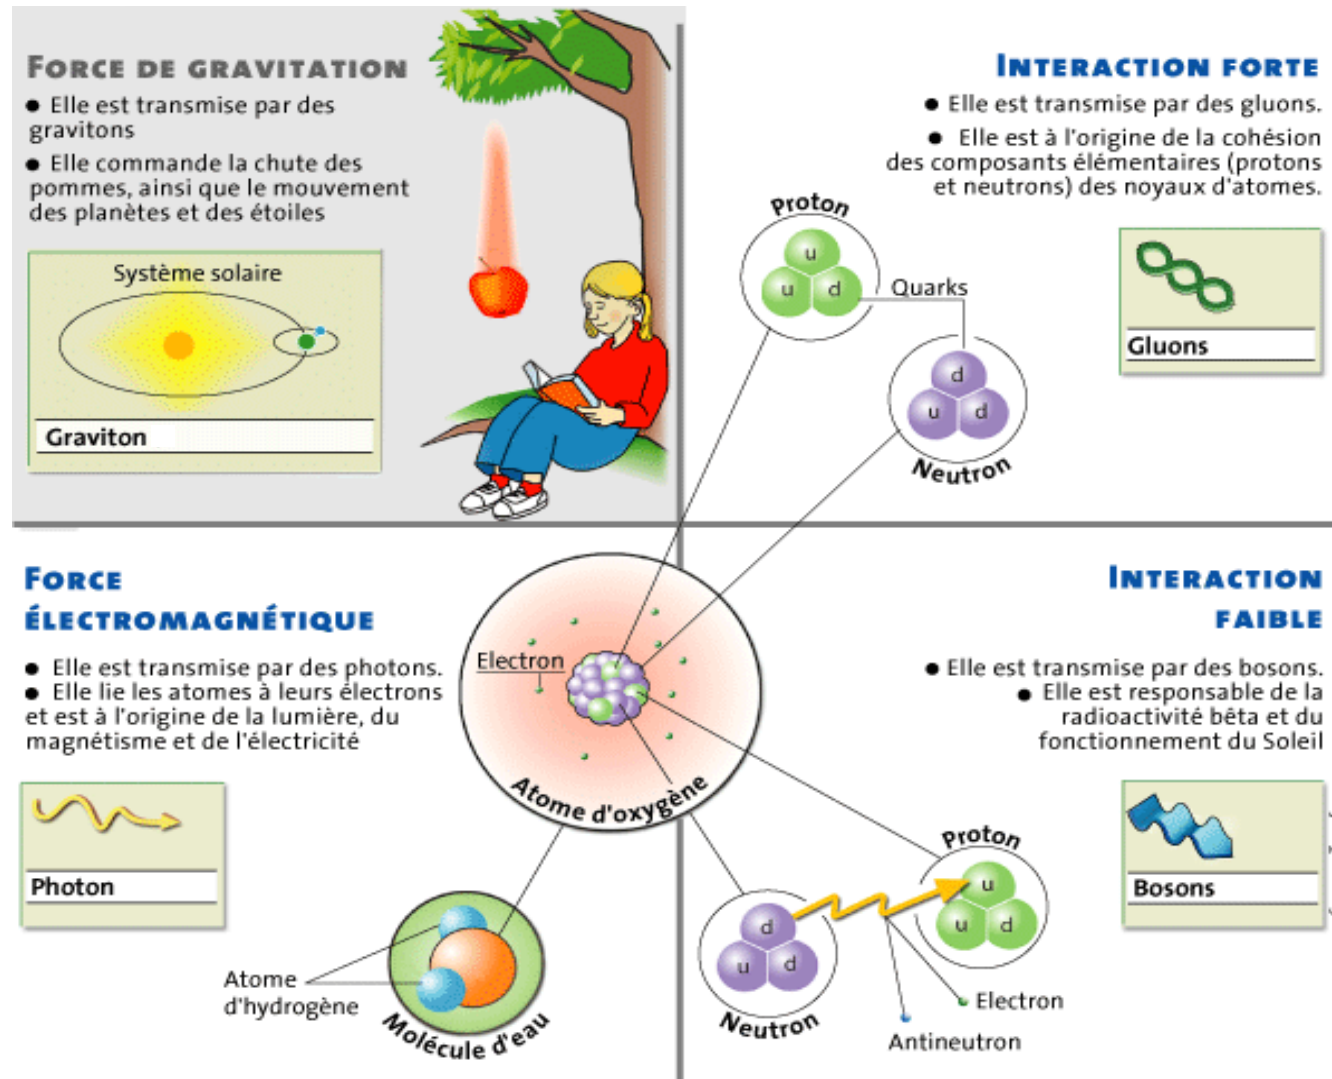 FORCE DE GRAVITATION
● Elle est transmise par des
gravitons
● Elle commande la chute des
pommes, ainsi que le mouvement
des planètes et des étoiles
Système solaire
Graviton
INTERACTION FORTE
● Elle est transmise par des gluons.
● Elle est à l'origine de la cohésion
des composants élémentaires (protons
et neutrons) des noyaux d'atomes.
Proton
u
u d
Quarks
d
u d
Neutron
Gluons
FORCE
ÉLECTROMAGNÉTIQUE
● Elle est transmise par des photons.
● Elle lie les atomes à leurs électrons
et est à l'origine de la lumière, du
magnétisme et de l'électricité
Photon
Electron
Atome d'oxygène
Atome
d'hydrogène
Molécule d'eau
INTERACTION
FAIBLE
● Elle est transmise par des bosons.
● Elle est responsable de la
radioactivité bêta et du
fonctionnement du Soleil
Bosons
Proton
u
u d
d
u d
Neutron
Electron
Antineutron